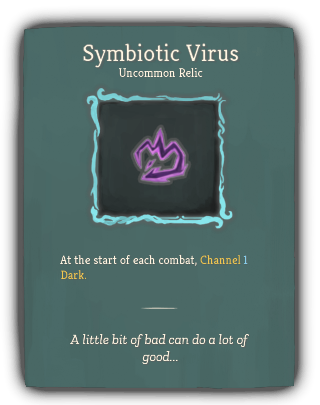 Symbiotic Virus
Uncommon Relic
At the start of each combat, Channel 1
Dark.
A little bit of bad can do a lot of
good...